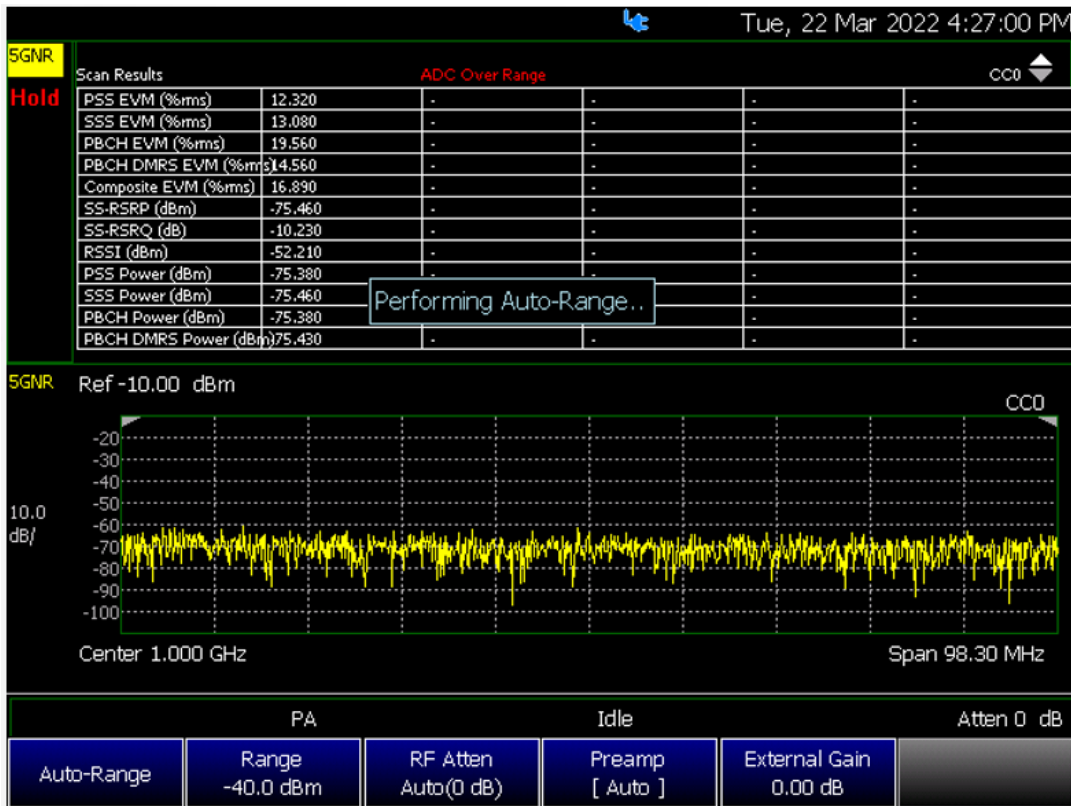 Tue, 22 Mar 2022 4:27:00 PM
5GNR
Hold
Scan Results ADC Over Range CC0
PSS EVM (%rms) 12.320 - - - -
SSS EVM (%rms) 13.080 - - - -
PBCH EVM (%rms) 19.560 - - - -
PBCH DMRS EVM (%rms)14.560 - - - -
Composite EVM (%rms) 16.890 - - - -
SS-RSRP (dBm) -75.460 - - - -
SS-RSRQ (dB) -10.230 - - - -
RSSI (dBm) -52.210 - - - -
PSS Power (dBm) -75.380 - - - -
SSS Power (dBm) -75.460 - - - -
Performing Auto-Range..
PBCH Power (dBm) -75.380 - - - -
PBCH DMRS Power (dBm)75.430 - - - -
5GNR Ref -10.00 dBm
CC0
-20
-30
-40
-50
10.0
dB/
-60
-70
-80
-90
-100
Center 1.000 GHz Span 98.30 MHz
PA Idle Atten 0 dB
Auto-Range
Range
-40.0 dBm
RF Atten
Auto(0 dB)
Preamp
[ Auto ]
External Gain
0.00 dB